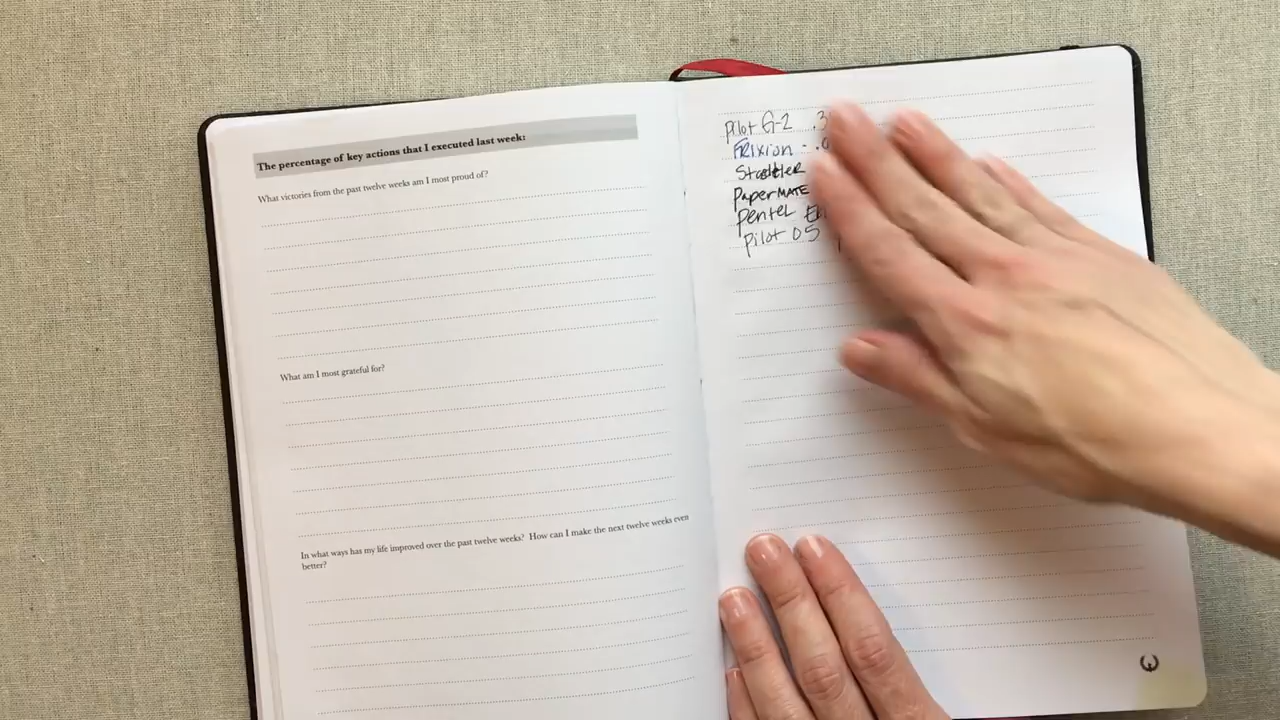 The percentage of key actions that I executed last week:
What victories from the past twelve weeks am I most proud of?
What am I most grateful for?
In what ways has my life improved over the past twelve weeks? How can I make the next twelve weeks even
better?
Pilot G-2 .3
FRIXION - .0
Staedtler
PaperMATE
Pentel
Pilot 05